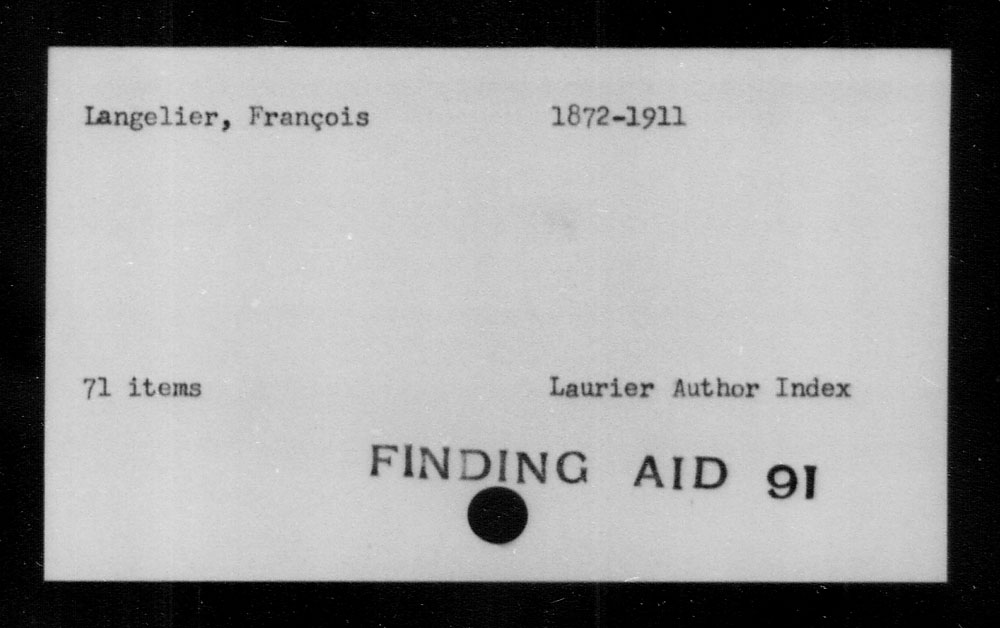 Langelier, François 1872-1911
71 items Laurier Author Index
FINDING AID 91